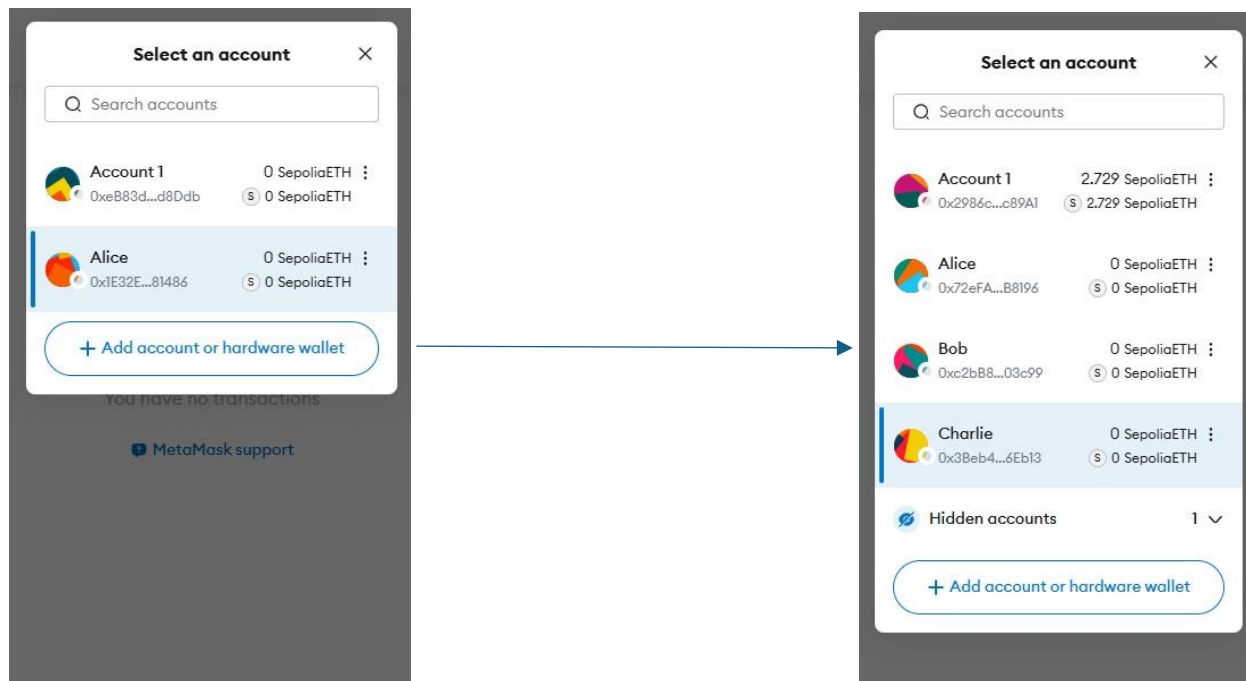 Select an account
Search accounts
Account 1 0 SepoliaETH
0xeB83d...d8Ddb S 0 SepoliaETH
Alice 0 SepoliaETH
0x1E32E...81486 S 0 SepoliaETH
+ Add account or hardware wallet
You have no transactions
MetaMask support
Select an account
Search accounts
Account 1 2.729 SepoliaETH
0x2986c...c89A1 S 2.729 SepoliaETH
Alice 0 SepoliaETH
0x72eFA...B8196 S 0 SepoliaETH
Bob 0 SepoliaETH
0xc2bB8...03c99 S 0 SepoliaETH
Charlie 0 SepoliaETH
0x3Beb4...6Eb13 S 0 SepoliaETH
Hidden accounts 1
+ Add account or hardware wallet